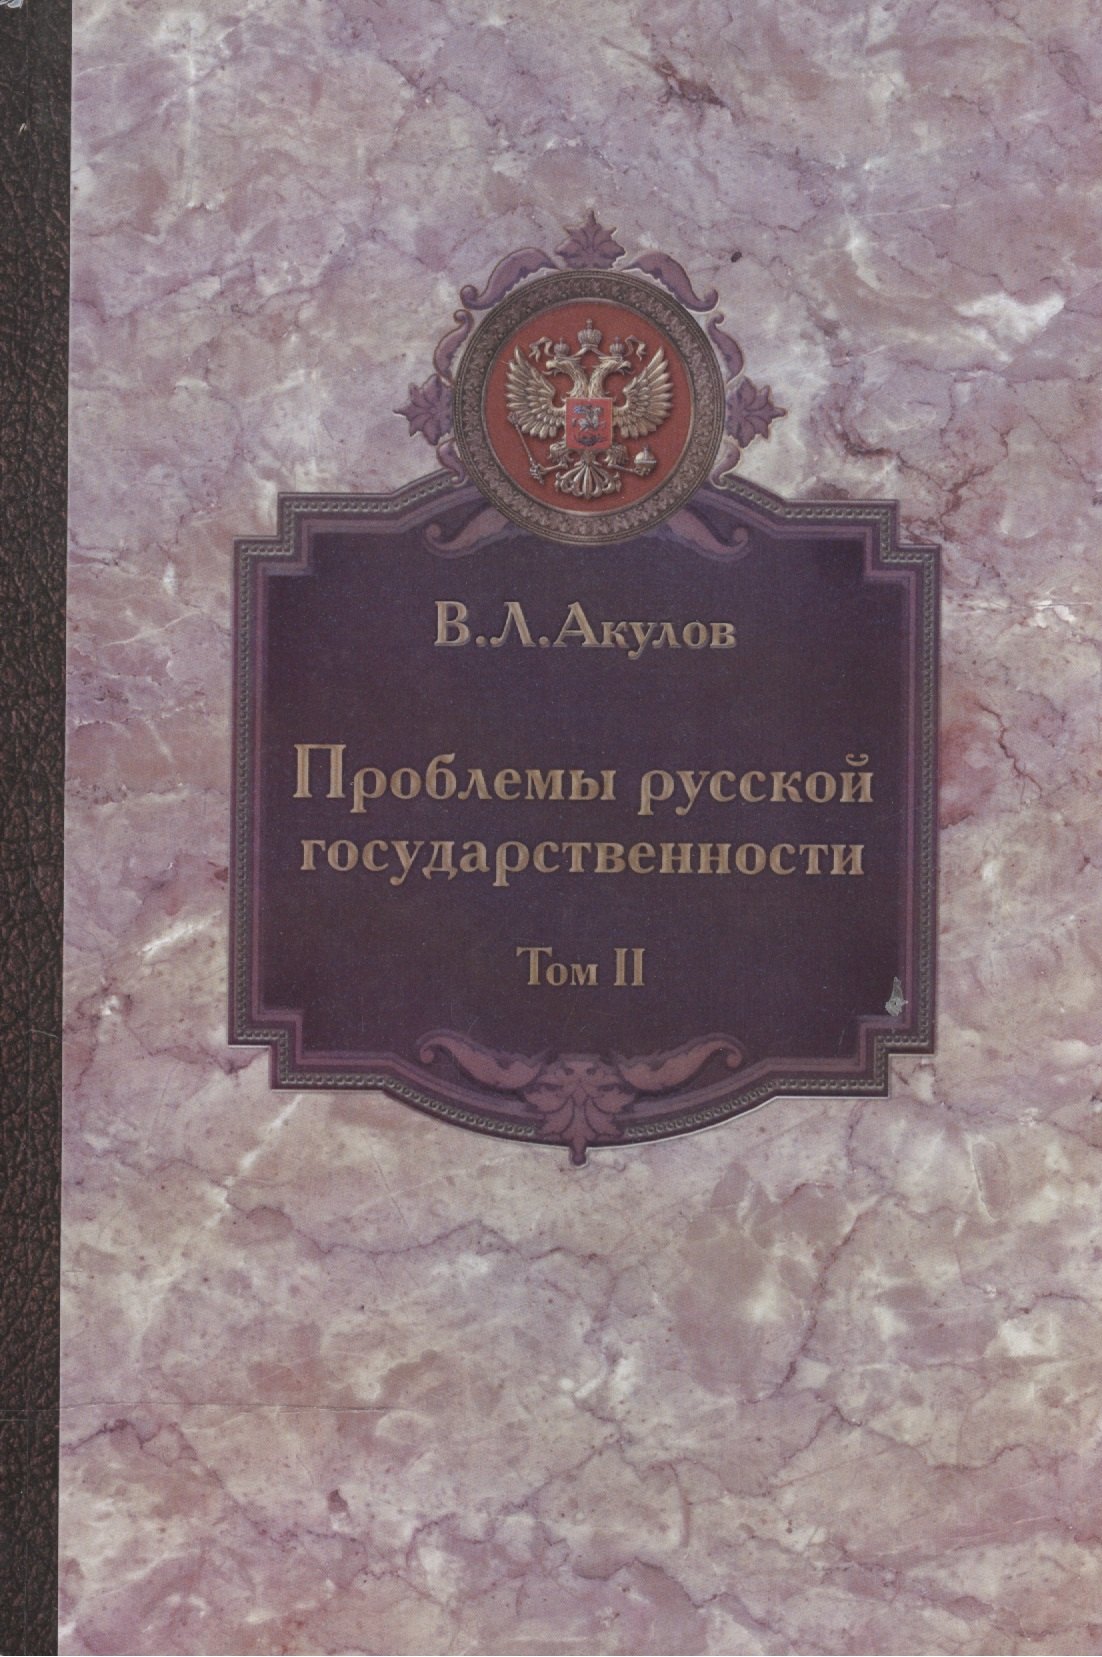 В.Л.Акулов
Проблемы русской
государственности
Том II